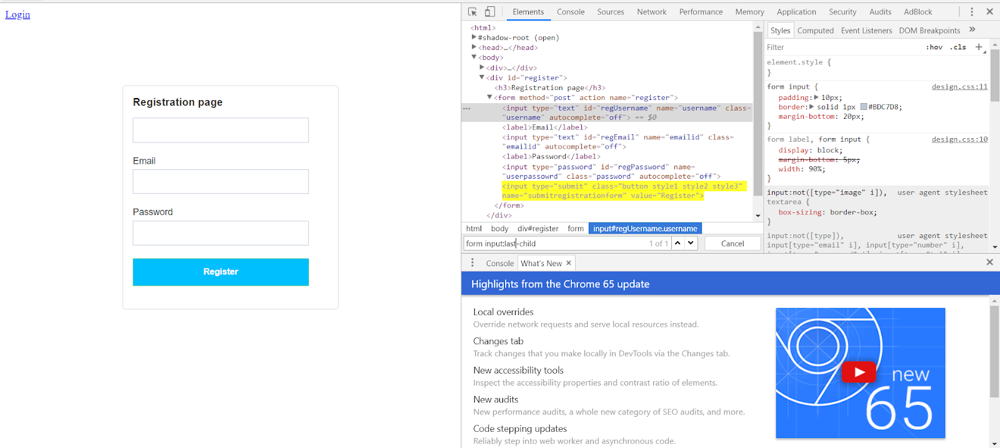 Login
Registration page
Email
Password
Register
Elements Console Sources Network Performance Memory Application Security Audits AdBlock
<html>
#shadow-root (open)
<head>…</head>
<body>
<div>…</div>
<div id="register">
<h3>Registration page</h3>
<form method="post" action name="register">
<input type="text" id="regUsername" name="username" class=
"username" autocomplete="off"> == $0
<label>Email</label>
<input type="text" id="regEmail" name="emailid" class=
"emailid" autocomplete="off">
<label>Password</label>
<input type="password" id="regPassword" name=
"userpassowrd" class="password" autocomplete="off">
<input type="submit" class="button style1 style2 style3"
name="submitregistrationform" value="Register">
</form>
</div>
html body div#register form input#regUsername.username
form input:last-child 1 of 1 Cancel
Styles Computed Event Listeners DOM Breakpoints »
Filter :hov .cls +
element.style {
}
form input { design.css:11
padding: 10px;
border: solid 1px #BDC7D8;
margin-bottom: 20px;
}
form label, form input { design.css:10
display: block;
margin-bottom: 5px;
width: 90%;
}
input:not([type="image" i]), user agent stylesheet
textarea {
box-sizing: border-box;
}
input:not([type]), user agent stylesheet
input[type="email" i], input[type="number" i],
Console What's New
Highlights from the Chrome 65 update
Local overrides
Override network requests and serve local resources instead.
Changes tab
Track changes that you make locally in DevTools via the Changes tab.
New accessibility tools
Inspect the accessibility properties and contrast ratio of elements.
New audits
New performance audits, a whole new category of SEO audits, and more.
Code stepping updates
Reliably step into web worker and asynchronous code.
new
65